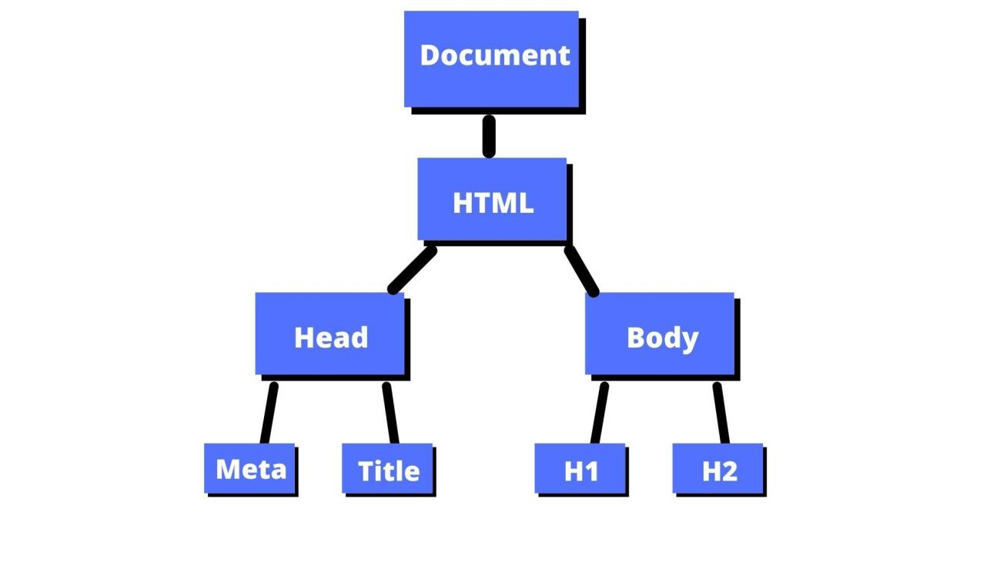 Document
HTML
Head
Body
Meta
Title
H1
H2